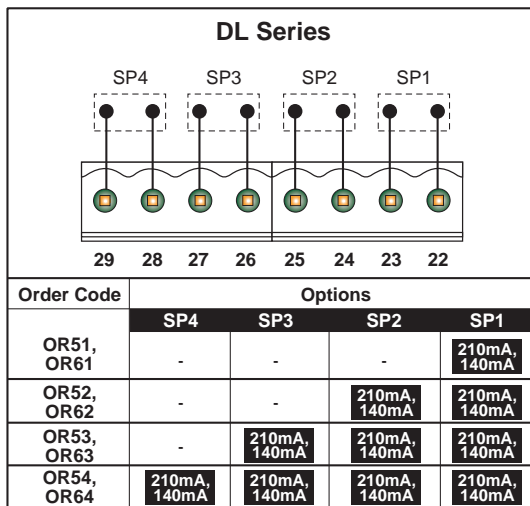 DL Series
SP4 SP3 SP2 SP1
29 28 27 26 25 24 23 22
Order Code Options
SP4 SP3 SP2 SP1
OR51, OR61 - - - 210mA, 140mA
OR52, OR62 - - 210mA, 140mA 210mA, 140mA
OR53, OR63 - 210mA, 140mA 210mA, 140mA 210mA, 140mA
OR54, OR64 210mA, 140mA 210mA, 140mA 210mA, 140mA 210mA, 140mA